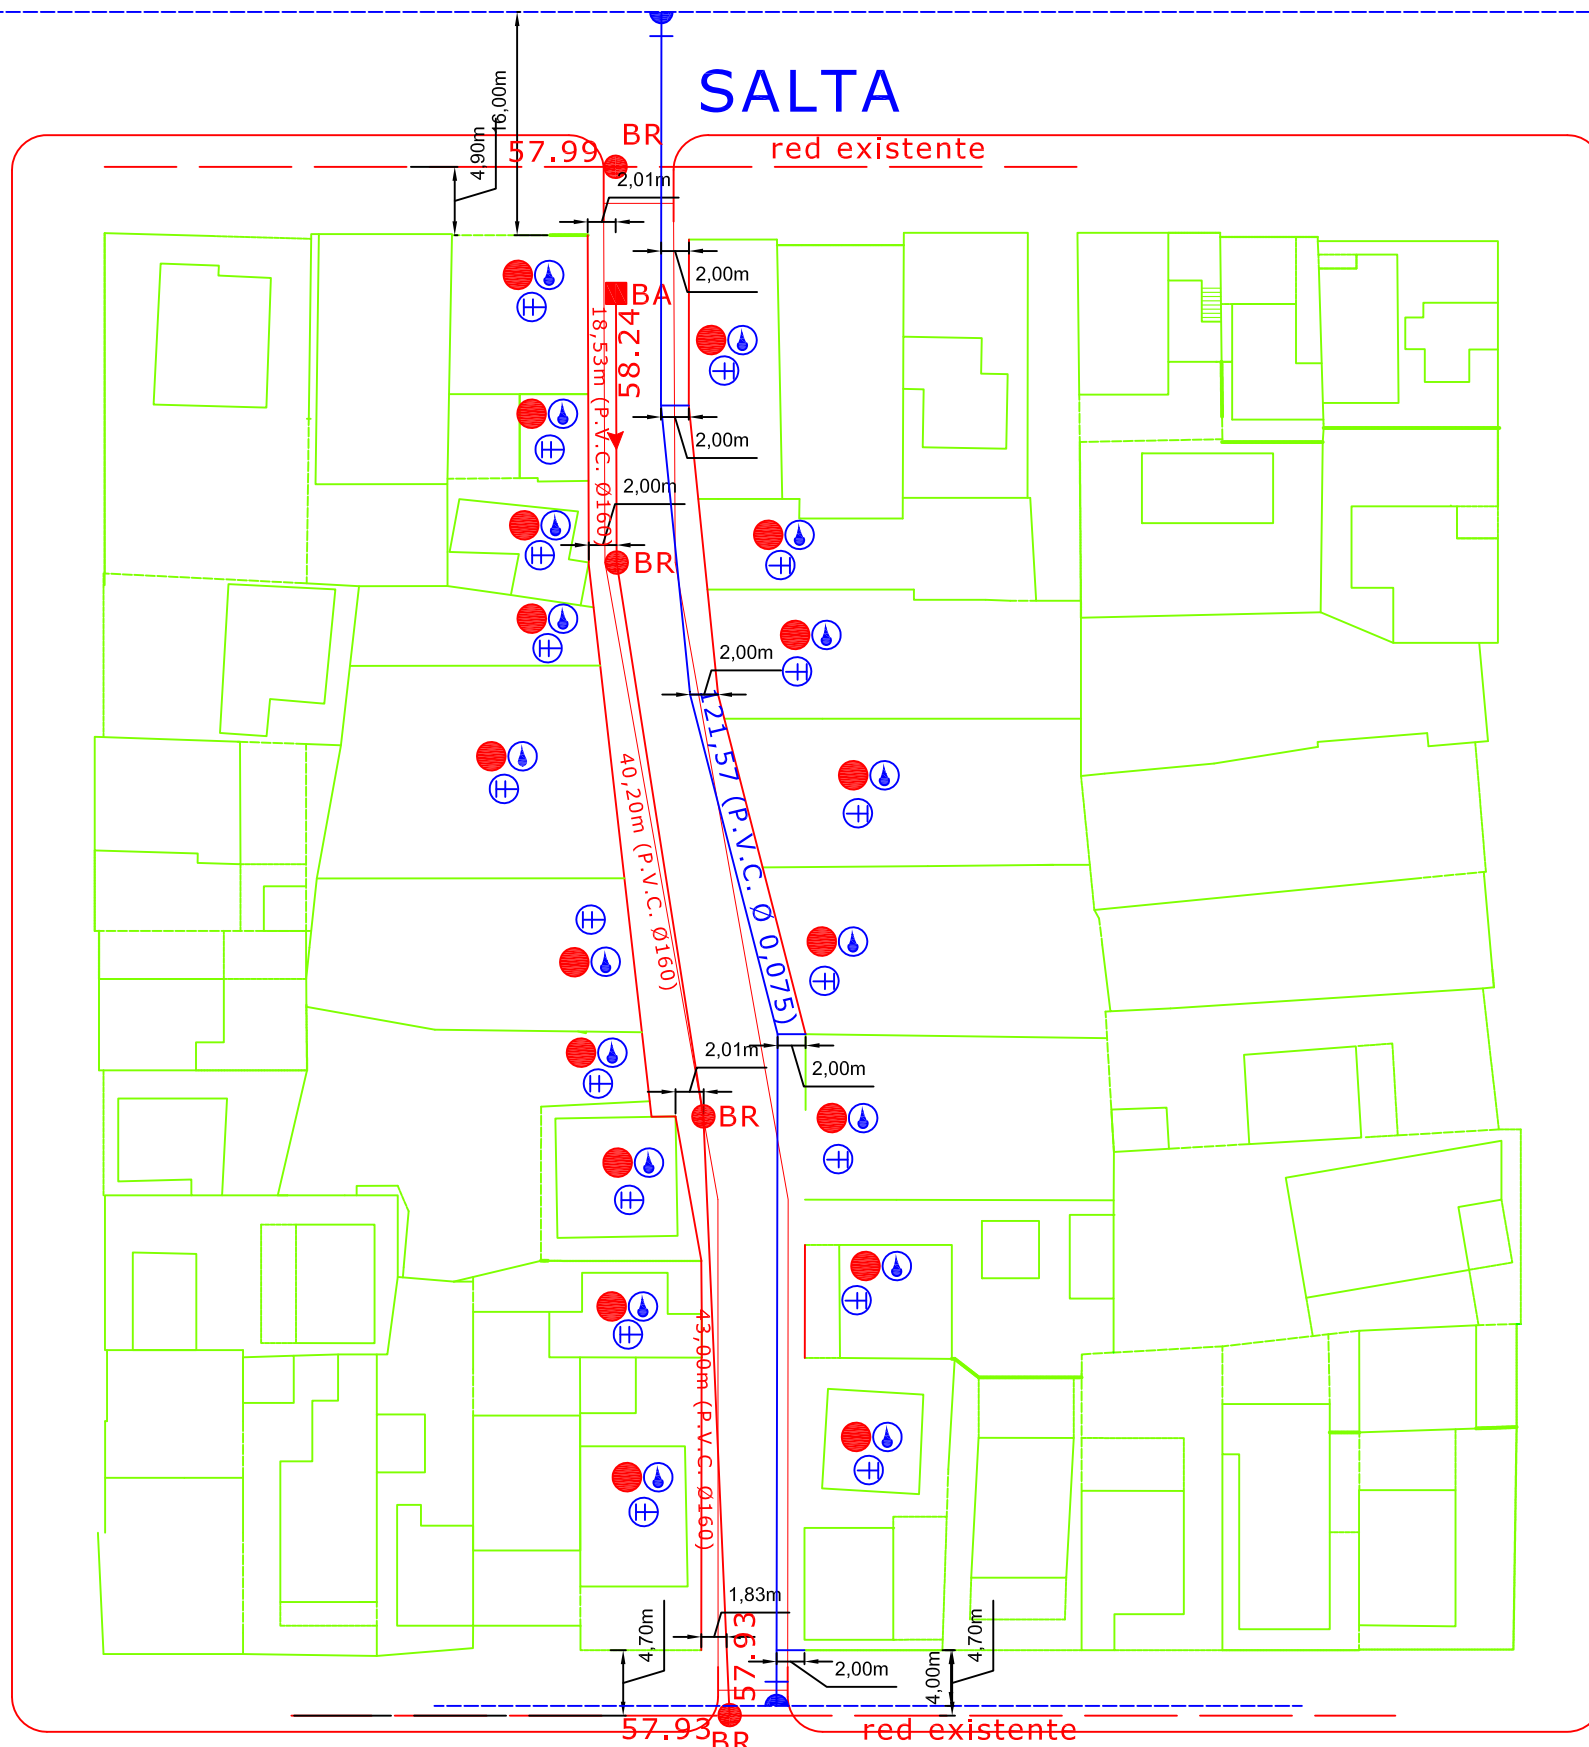 16,00m
SALTA
4,90m
BR
57.99
red existente
2,01m
2,00m
BA
58.24
18,53m (P.V.C. Ø160)
2,00m
2,00m
BR
2,00m
121,57 (P.V.C. Ø 0,075)
40,20m (P.V.C. Ø160)
2,01m
2,00m
BR
43,00m (P.V.C. Ø160)
1,83m
4,70m
57.93
2,00m
4,00m
4,70m
57.93
BR
red existente